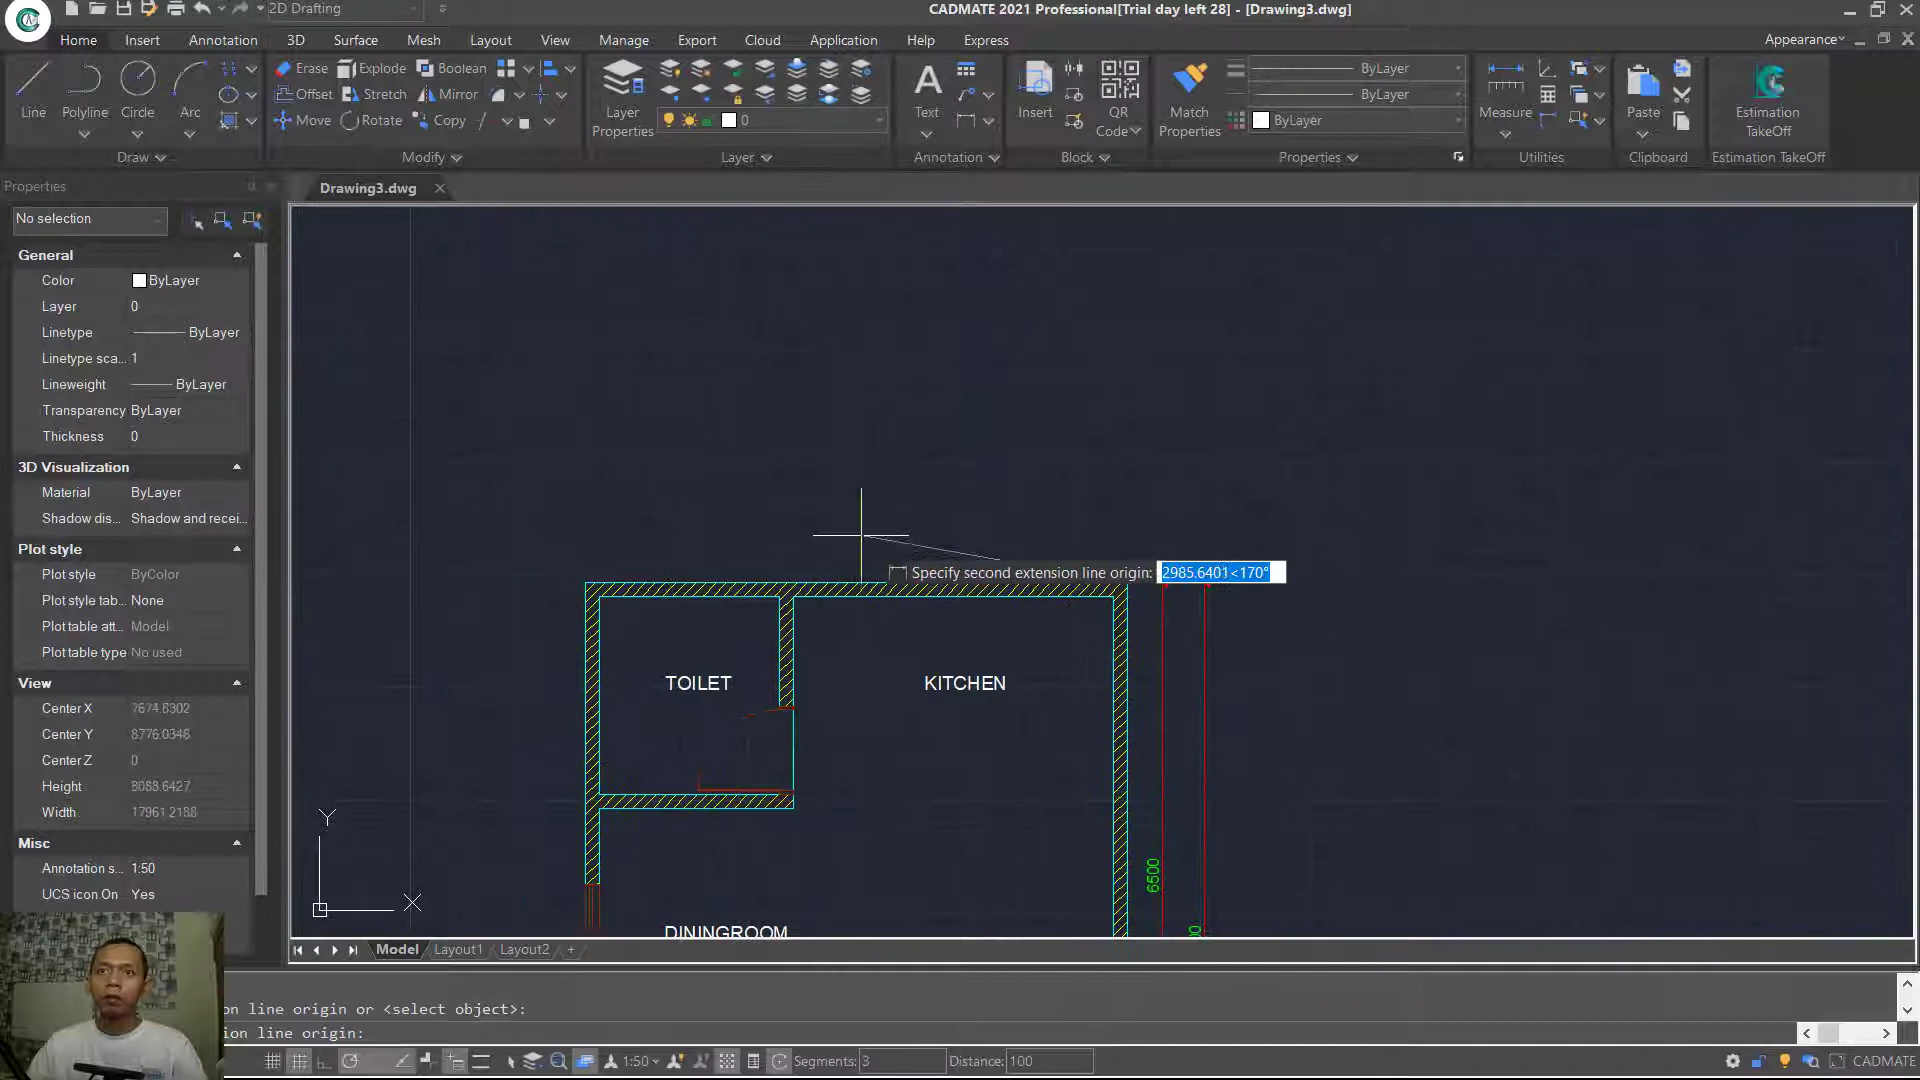 2D Drafting
CADMATE 2021 Professional[Trial day left 28] - [Drawing3.dwg]
Home Insert Annotation 3D Surface Mesh Layout View Manage Export Cloud Application Help Express Appearance
Line Polyline Circle Arc
Draw
Erase Explode Boolean
Offset Stretch Mirror
Move Rotate Copy
Modify
Layer Properties
0
Layer
Text
Annotation
Insert
QR Code
Block
Match Properties
ByLayer
ByLayer
ByLayer
Properties
Measure
Utilities
Paste
Clipboard
Estimation TakeOff
Estimation TakeOff
Properties
Drawing3.dwg
No selection
General
Color ByLayer
Layer 0
Linetype ByLayer
Linetype sca... 1
Lineweight ByLayer
Transparency ByLayer
Thickness 0
3D Visualization
Material ByLayer
Shadow dis... Shadow and recei...
Plot style
Plot style ByColor
Plot style tab... None
Plot table att... Model
Plot table type No used
View
Center X 7674.8302
Center Y 8776.0346
Center Z 0
Height 8088.6427
Width 17961.2186
Misc
Annotation s... 1:50
UCS icon On Yes
Specify second extension line origin: 2985.6401<170°
TOILET
KITCHEN
DININGROOM
6500
Y
X
Model Layout1 Layout2 +
on line origin or <select object>:
ion line origin:
1:50 Segments: 3 Distance: 100 CADMATE